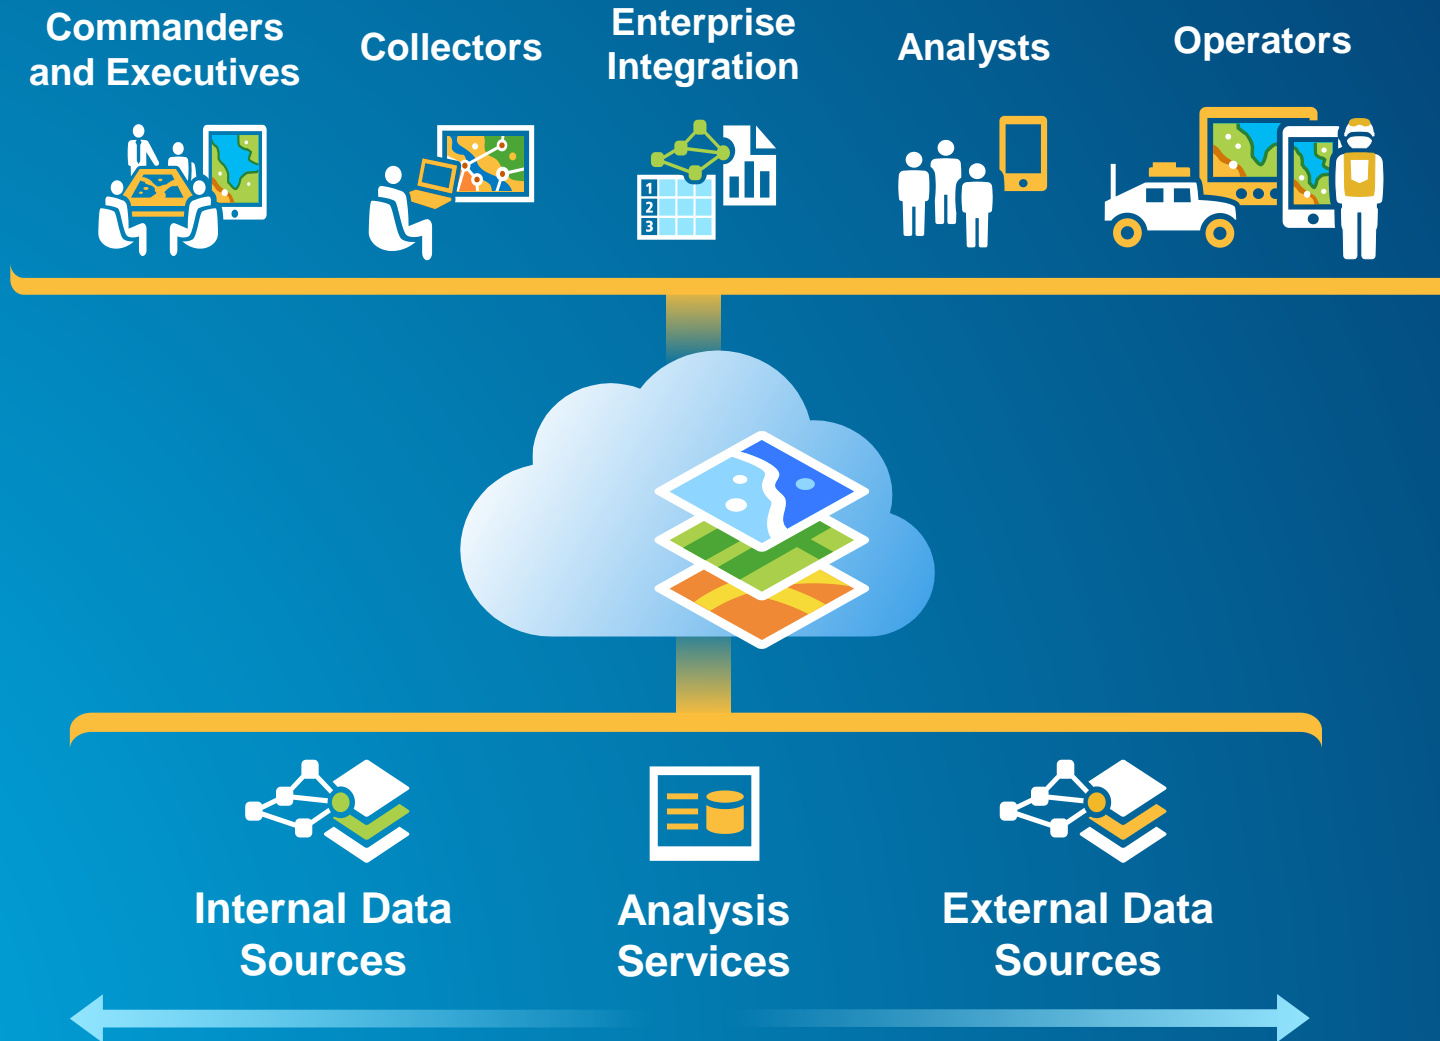 Commanders
and Executives
Collectors
Enterprise
Integration
Analysts
Operators
1
2
3
Internal Data
Sources
Analysis
Services
External Data
Sources